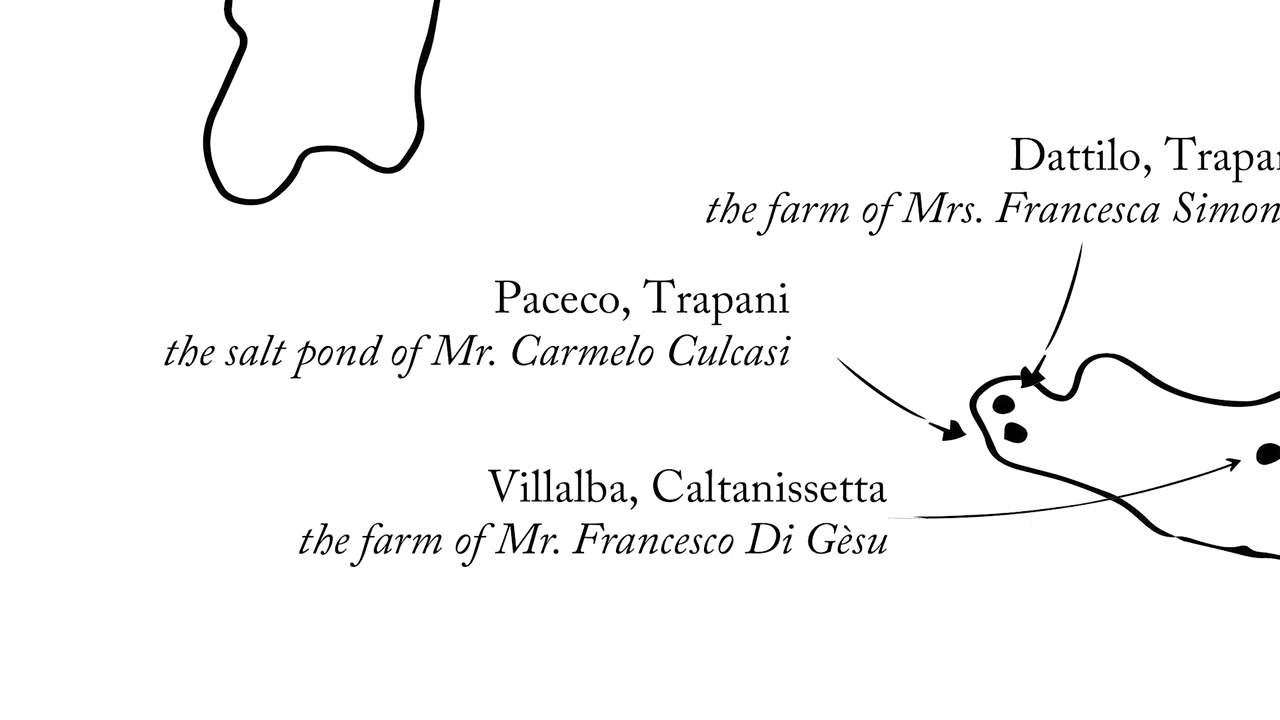 Dattilo, Trapan
the farm of Mrs. Francesca Simon
Paceco, Trapani
the salt pond of Mr. Carmelo Culcasi
Villalba, Caltanissetta
the farm of Mr. Francesco Di Gèsu